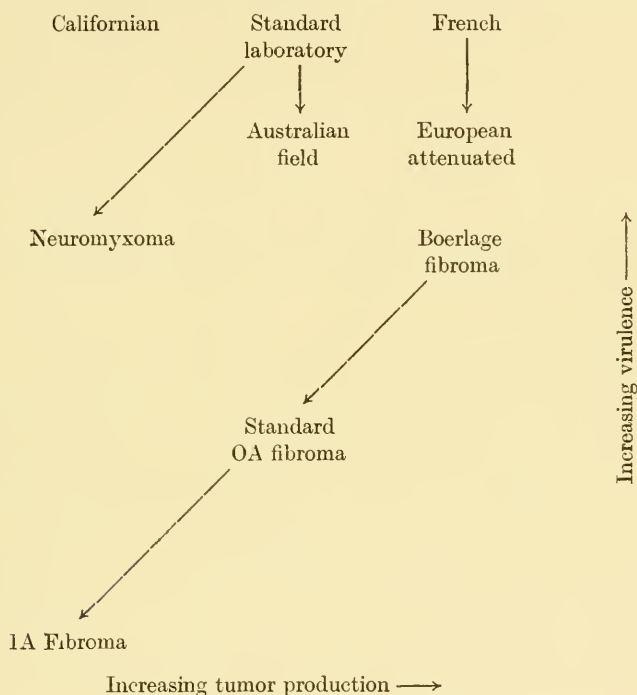 Californian
Standard
laboratory
French
Australian
field
European
attenuated
Neuromyxoma
Boerlage
fibroma
Standard
OA fibroma
1A Fibroma
Increasing tumor production
Increasing virulence